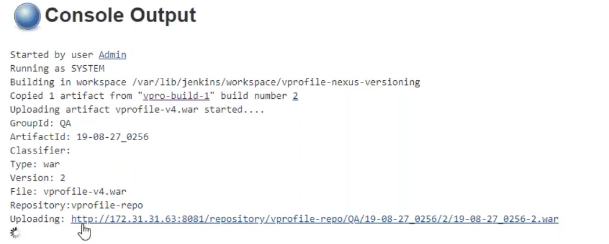 Console Output
Started by user Admin
Running as SYSTEM
Building in workspace /var/lib/jenkins/workspace/vprofile-nexus-versioning
Copied 1 artifact from "vpro-build-1" build number 2
Uploading artifact vprofile-v4.war started....
GroupId: QA
ArtifactId: 19-08-27_0256
Classifier:
Type: war
Version: 2
File: vprofile-v4.war
Repository:vprofile-repo
Uploading: http://172.31.31.63:8081/repository/vprofile-repo/QA/19-08-27_0256/2/19-08-27_0256-2.war